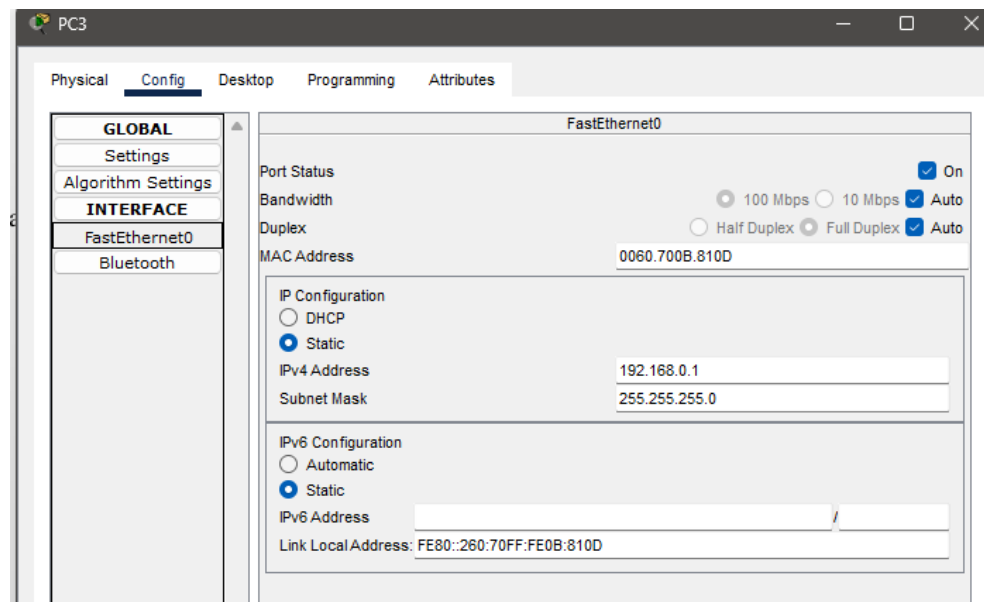 PC3
Physical Config Desktop Programming Attributes
GLOBAL
Settings
Algorithm Settings
INTERFACE
FastEthernet0
Bluetooth
FastEthernet0
Port Status On
Bandwidth 100 Mbps 10 Mbps Auto
Duplex Half Duplex Full Duplex Auto
MAC Address 0060.700B.810D
IP Configuration
DHCP
Static
IPv4 Address 192.168.0.1
Subnet Mask 255.255.255.0
IPv6 Configuration
Automatic
Static
IPv6 Address /
Link Local Address: FE80::260:70FF:FE0B:810D